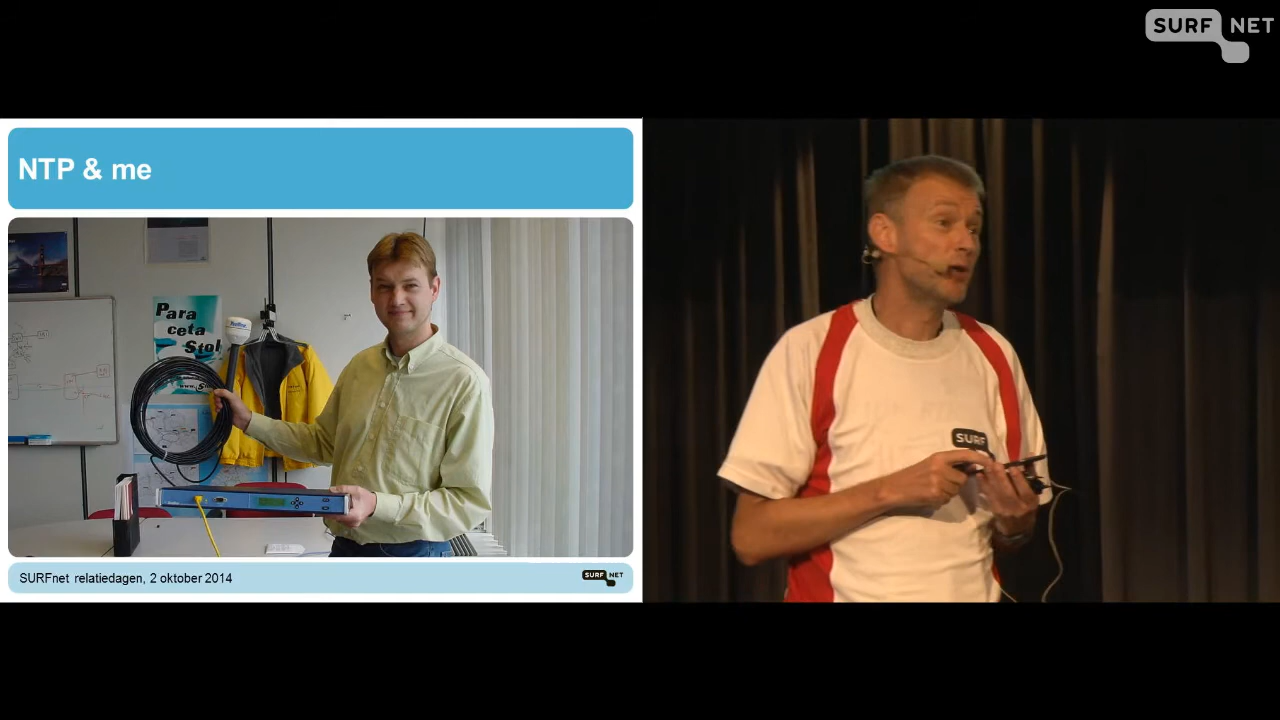 SURF NET
NTP & me
Para
ceta
Stol
SURFnet relatiedagen, 2 oktober 2014
SURF NET
SURF